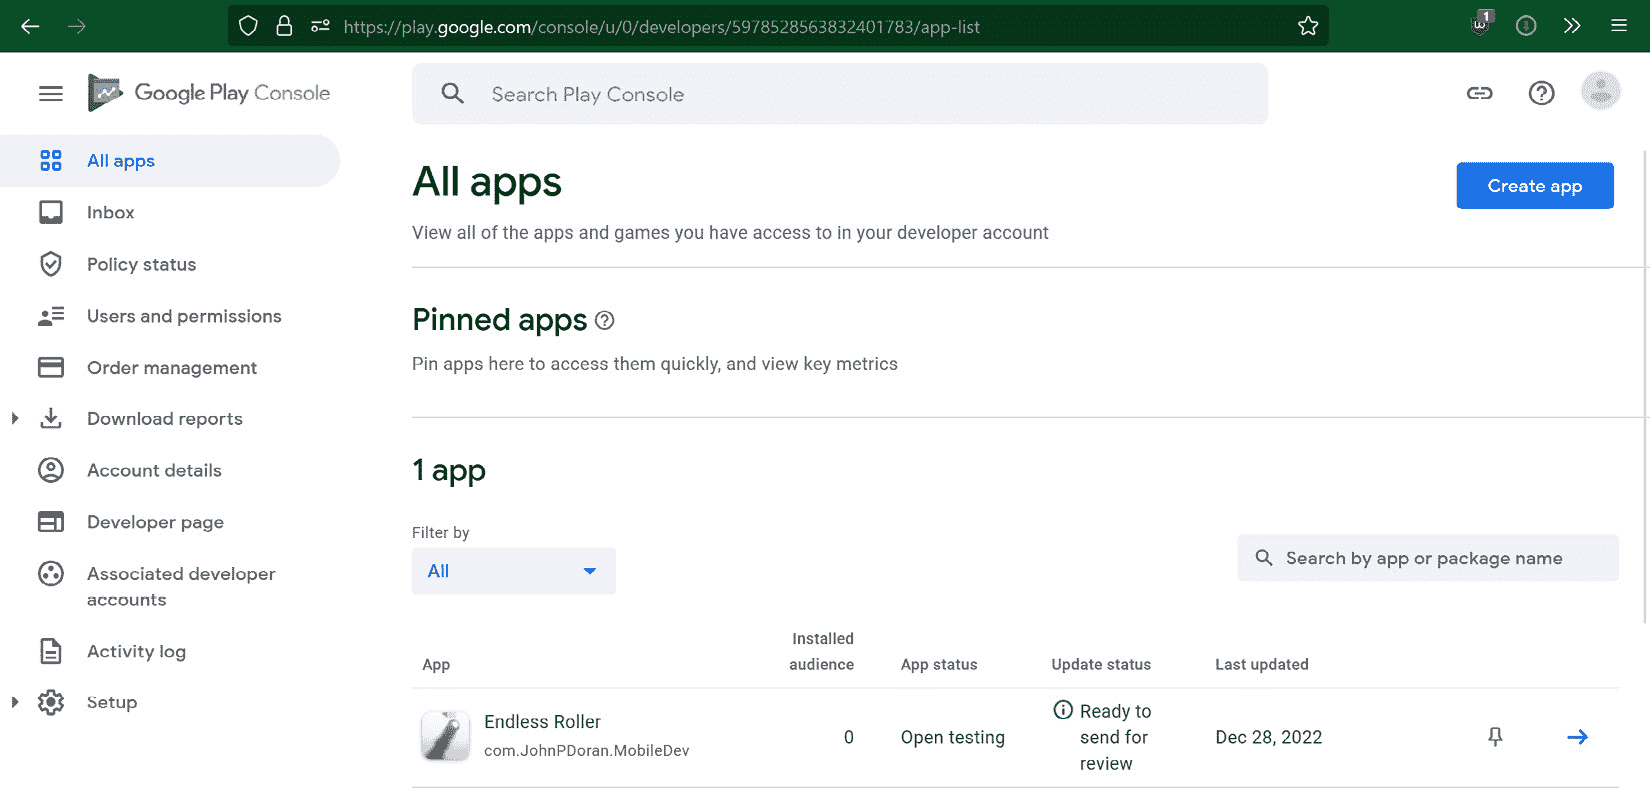 https://play.google.com/console/u/0/developers/5978528563832401783/app-list
1
Google Play Console
Search Play Console
All apps
Inbox
Policy status
Users and permissions
Order management
Download reports
Account details
Developer page
Associated developer
accounts
Activity log
Setup
All apps
Create app
View all of the apps and games you have access to in your developer account
Pinned apps
Pin apps here to access them quickly, and view key metrics
1 app
Filter by
All
Search by app or package name
App
Installed
audience
App status
Update status
Last updated
Endless Roller
com.JohnPDoran.MobileDev
0
Open testing
Ready to
send for
review
Dec 28, 2022